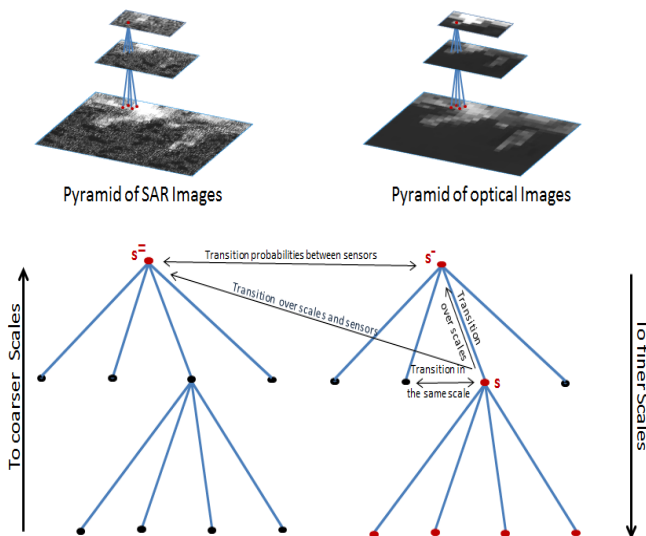 Pyramid of SAR Images
Pyramid of optical Images
s=
Transition probabilities between sensors
s-
Transition over scales and sensors
Transition
over scales
Transition in
the same scale
s
To coarser Scales
To finer Scales